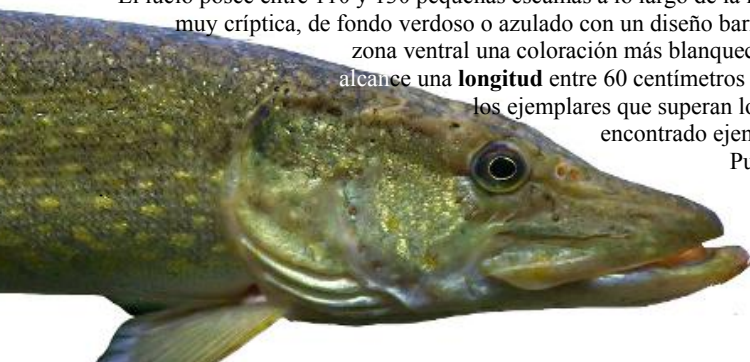 El lucio posee entre 110 y 130 pequeñas escamas a lo largo de la
muy críptica, de fondo verdoso o azulado con un diseño bar
zona ventral una coloración más blanquec
alcance una longitud entre 60 centímetros
los ejemplares que superan lo
encontrado ejen
Pu